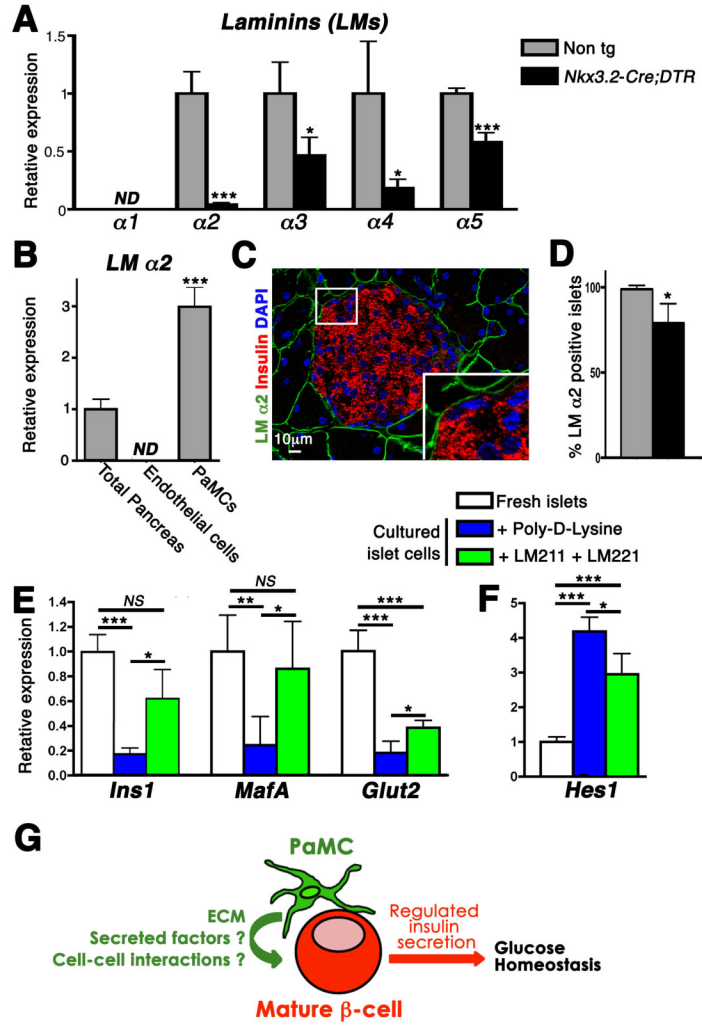 A
Laminins (LMs)
Non tg
Nkx3.2-Cre;DTR
Retative expression
1.5
1
0.5
0
ND
***
*
*
***
α1 α2 α3 α4 α5
B
LM α2
Relative expression
3
2
1
0
ND
***
Total Pancreas
Endothelial cells
PaMCs
C
LM α2 Insulin DAPI
10μm
D
% LM α2 positive islets
100
50
0
*
Fresh islets
Cultured
islet cells
+ Poly-D-Lysine
+ LM211 + LM221
E
Relative expression
1.4
1.2
1.0
0.8
0.6
0.4
0.2
0.0
NS
***
*
NS
**
*
***
***
*
Ins1 MafA Glut2
F
5
4
3
2
1
0
***
***
*
Hes1
G
PaMC
ECM
Secreted factors ?
Cell-cell interactions ?
Regulated
insulin
secretion
Glucose
Homeostasis
Mature β-cell